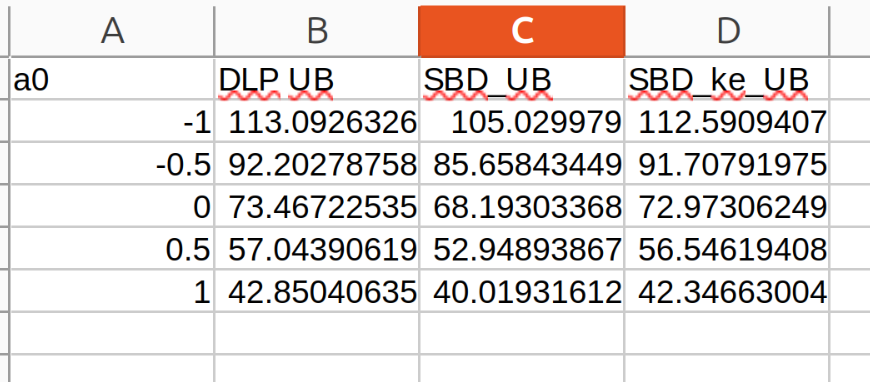 A B C D
a0 DLP UB SBD_UB SBD_ke_UB
-1 113.0926326 105.029979 112.5909407
-0.5 92.20278758 85.65843449 91.70791975
0 73.46722535 68.19303368 72.97306249
0.5 57.04390619 52.94893867 56.54619408
1 42.85040635 40.01931612 42.34663004